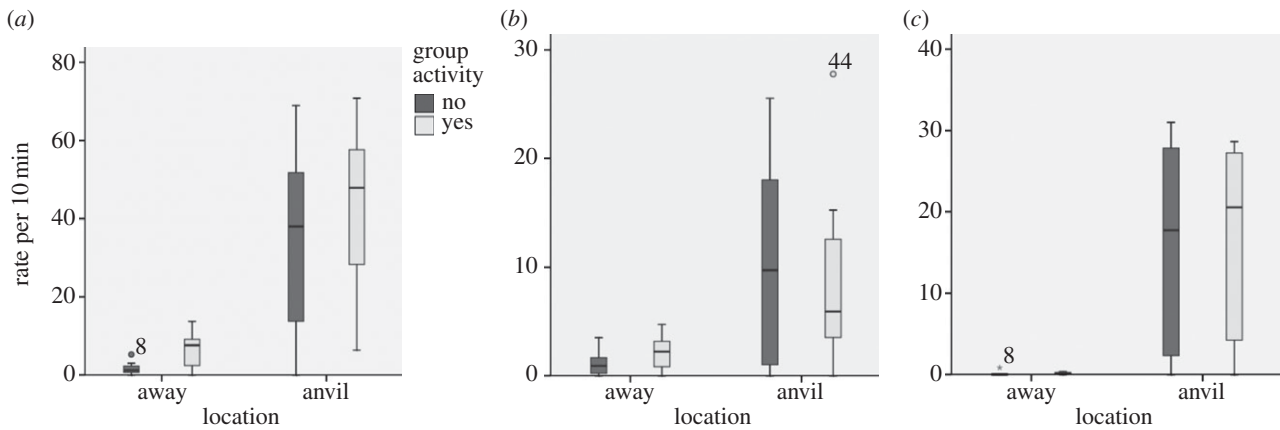 (a)
rate per 10 min
80
60
40
20
0
8
away
anvil
location
group
activity
no
yes
(b)
30
20
10
0
44
away
anvil
location
(c)
40
30
20
10
0
8
*
away
anvil
location